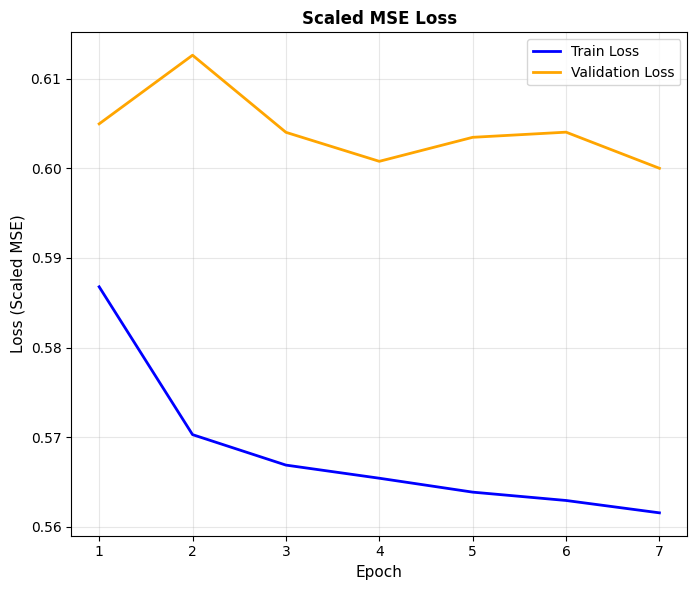 Scaled MSE Loss
Train Loss
Validation Loss
0.61
0.60
0.59
0.58
0.57
0.56
Loss (Scaled MSE)
1 2 3 4 5 6 7
Epoch